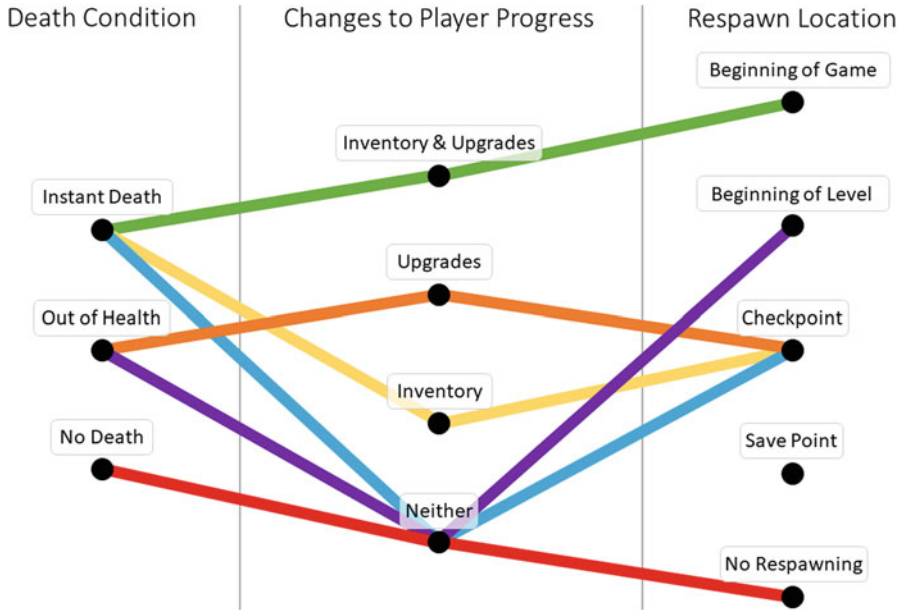 Death Condition
Changes to Player Progress
Respawn Location
Beginning of Game
Inventory & Upgrades
Instant Death
Beginning of Level
Upgrades
Out of Health
Checkpoint
Inventory
No Death
Save Point
Neither
No Respawning